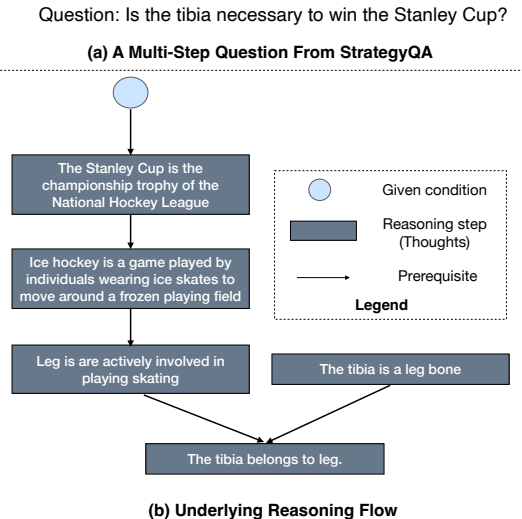 Question: Is the tibia necessary to win the Stanley Cup?
(a) A Multi-Step Question From StrategyQA
The Stanley Cup is the
championship trophy of the
National Hockey League
Ice hockey is a game played by
individuals wearing ice skates to
move around a frozen playing field
Leg is are actively involved in
playing skating
The tibia is a leg bone
The tibia belongs to leg.
Given condition
Reasoning step
(Thoughts)
Prerequisite
Legend
(b) Underlying Reasoning Flow